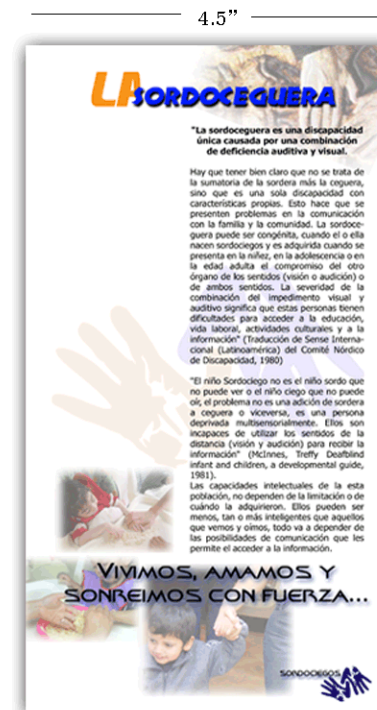 4.5”
LA SORDOCEGUERA
"La sordoceguera es una discapacidad
única causada por una combinación
de deficiencia auditiva y visual.
Hay que tener bien claro que no se trata de
la sumatoria de la sordera más la ceguera,
sino que es una sola discapacidad con
características propias. Esto hace que se
presenten problemas en la comunicación
con la familia y la comunidad. La sordoce-
guera puede ser congénita, cuando el o ella
nacen sordociegos y es adquirida cuando se
presenta en la niñez, en la adolescencia o en
la edad adulta el compromiso del otro
órgano de los sentidos (visión o audición) o
de ambos sentidos. La severidad de la
combinación del impedimento visual y
auditivo significa que estas personas tienen
dificultades para acceder a la educación,
vida laboral, actividades culturales y a la
información" (Traducción de Sense Interna-
cional (Latinoamérica) del Comité Nórdico
de Discapacidad, 1980)
"El niño Sordociego no es el niño sordo que
no puede ver o el niño ciego que no puede
oír, el problema no es una adición de sordera
a ceguera o viceversa, es una persona
deprivada multisensorialmente. Ellos son
incapaces de utilizar los sentidos de la
distancia (visión y audición) para recibir la
información" (McInnes, Treffy Deafblind
infant and children, a developmental guide,
1981).
Las capacidades intelectuales de la esta
población, no dependen de la limitación o de
cuándo la adquirieron. Ellos pueden ser
menos, tan o más inteligentes que aquellos
que vemos y oímos, todo va a depender de
las posibilidades de comunicación que les
permite el acceder a la información.
VIVIMOS, AMAMOS Y
SONREIMOS CON FUERZA...
SORDOCIEGOS